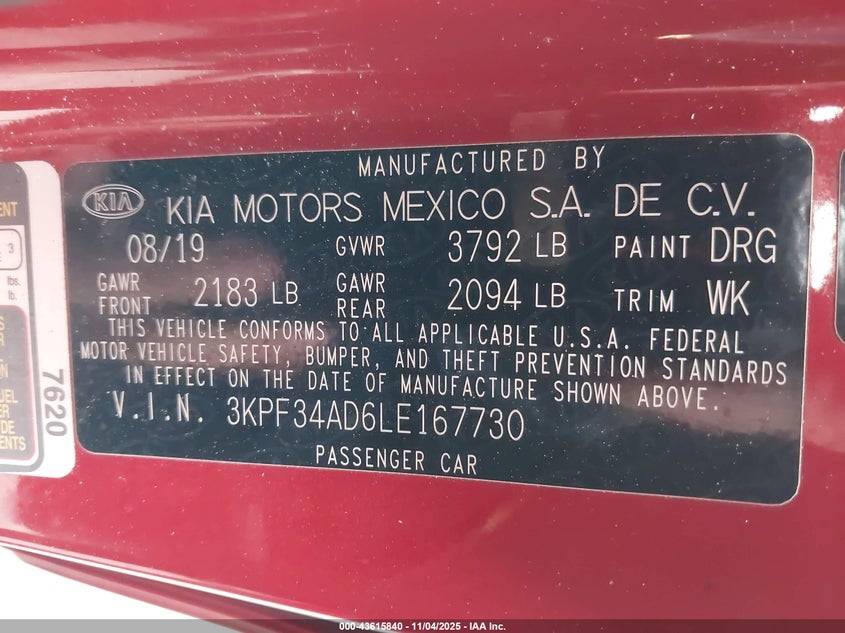 MANUFACTURED BY
KIA KIA MOTORS MEXICO S.A. DE C.V.
08/19 GVWR 3792 LB PAINT DRG
GAWR FRONT 2183 LB GAWR REAR 2094 LB TRIM WK
THIS VEHICLE CONFORMS TO ALL APPLICABLE U.S.A. FEDERAL
MOTOR VEHICLE SAFETY, BUMPER, AND THEFT PREVENTION STANDARDS
IN EFFECT ON THE DATE OF MANUFACTURE SHOWN ABOVE.
V.I.N. 3KPF34AD6LE167730
PASSENGER CAR
7620
3
lbs.
lb.
000-43615840 - 11/04/2025 - IAA Inc.